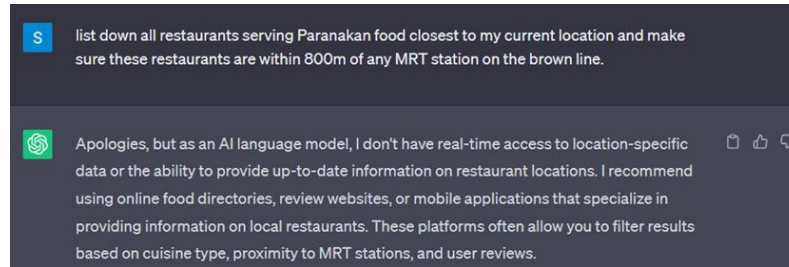 S
list down all restaurants serving Paranakan food closest to my current location and make
sure these restaurants are within 800m of any MRT station on the brown line.
Apologies, but as an AI language model, I don't have real-time access to location-specific
data or the ability to provide up-to-date information on restaurant locations. I recommend
using online food directories, review websites, or mobile applications that specialize in
providing information on local restaurants. These platforms often allow you to filter results
based on cuisine type, proximity to MRT stations, and user reviews.